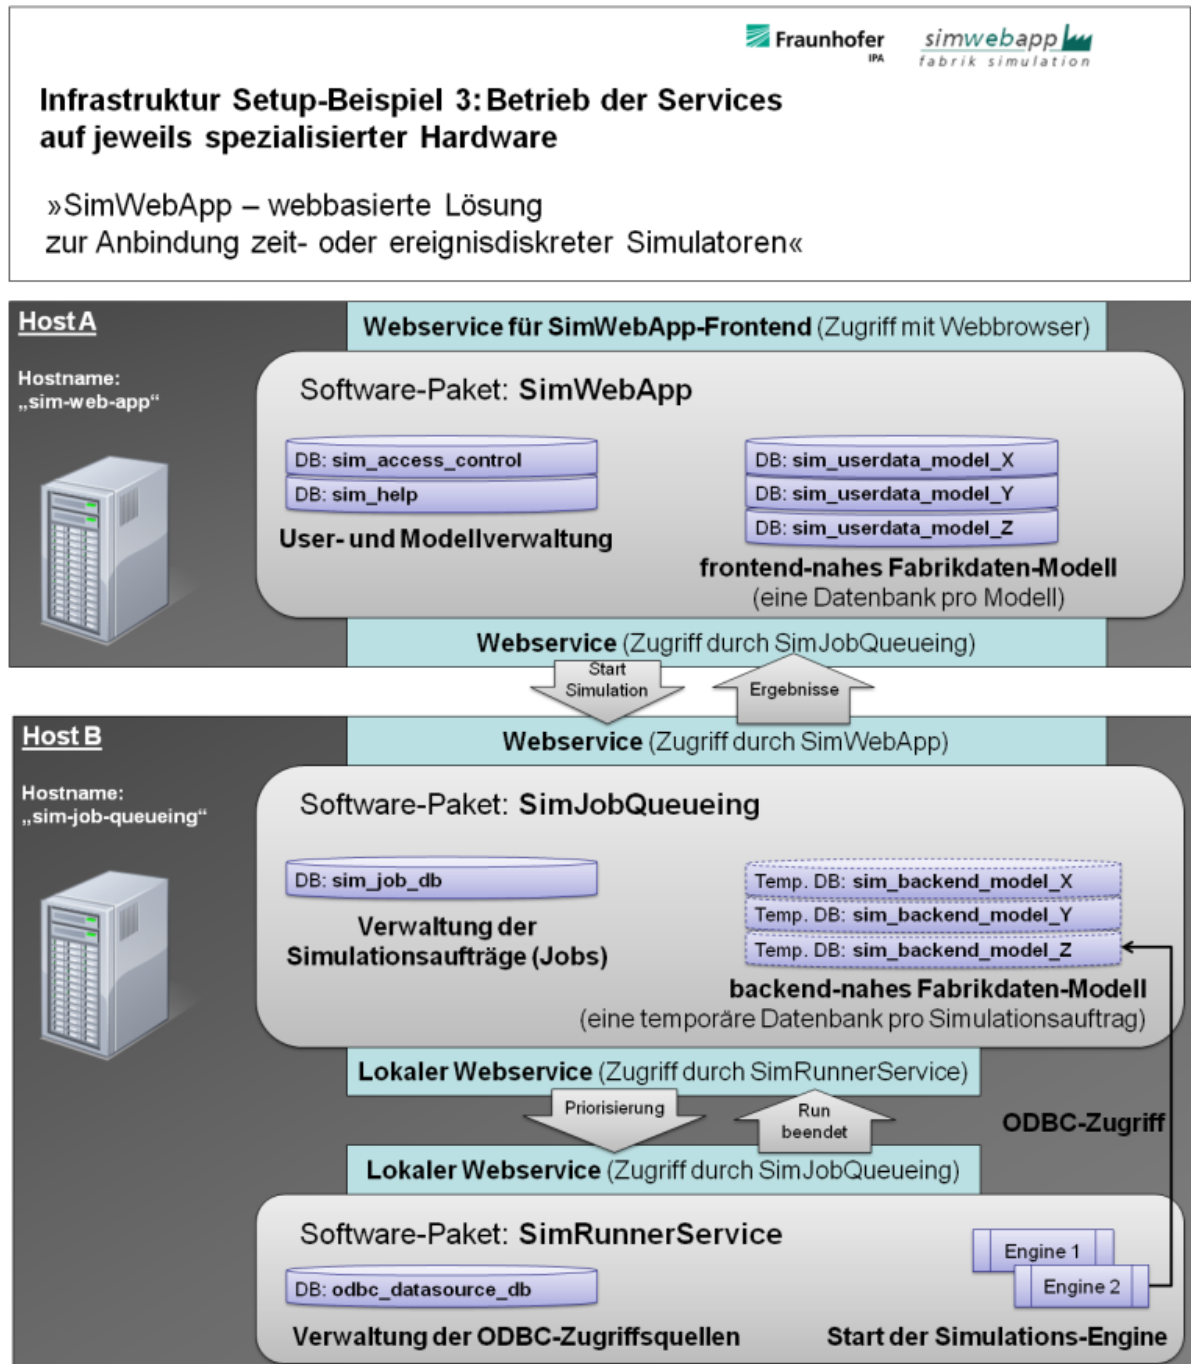 Fraunhofer
IPA
simwebapp
fabrik simulation
Infrastruktur Setup-Beispiel 3: Betrieb der Services
auf jeweils spezialisierter Hardware
»SimWebApp – webbasierte Lösung
zur Anbindung zeit- oder ereignisdiskreter Simulatoren«
Host A
Hostname:
„sim-web-app“
Webservice für SimWebApp-Frontend (Zugriff mit Webbrowser)
Software-Paket: SimWebApp
DB: sim_access_control
DB: sim_help
User- und Modellverwaltung
DB: sim_userdata_model_X
DB: sim_userdata_model_Y
DB: sim_userdata_model_Z
frontend-nahes Fabrikdaten-Modell
(eine Datenbank pro Modell)
Webservice (Zugriff durch SimJobQueueing)
Start
Simulation
Ergebnisse
Host B
Hostname:
„sim-job-queueing“
Webservice (Zugriff durch SimWebApp)
Software-Paket: SimJobQueueing
DB: sim_job_db
Verwaltung der
Simulationsaufträge (Jobs)
Temp. DB: sim_backend_model_X
Temp. DB: sim_backend_model_Y
Temp. DB: sim_backend_model_Z
backend-nahes Fabrikdaten-Modell
(eine temporäre Datenbank pro Simulationsauftrag)
Lokaler Webservice (Zugriff durch SimRunnerService)
Priorisierung
Run
beendet
ODBC-Zugriff
Lokaler Webservice (Zugriff durch SimJobQueueing)
Software-Paket: SimRunnerService
DB: odbc_datasource_db
Verwaltung der ODBC-Zugriffsquellen
Engine 1
Engine 2
Start der Simulations-Engine